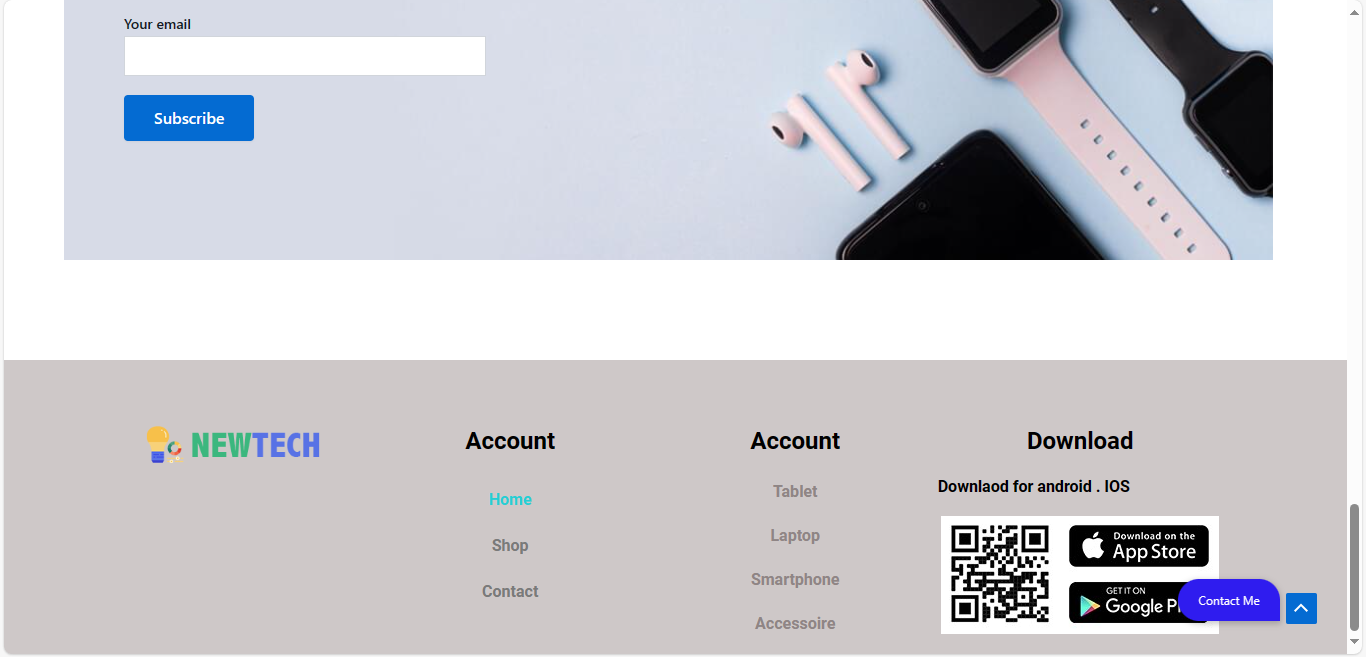 Your email
Subscribe
NEWTECH
Account
Home
Shop
Contact
Account
Tablet
Laptop
Smartphone
Accessoire
Download
Downlaod for android . IOS
Download on the
App Store
GET IT ON
Google
Contact Me